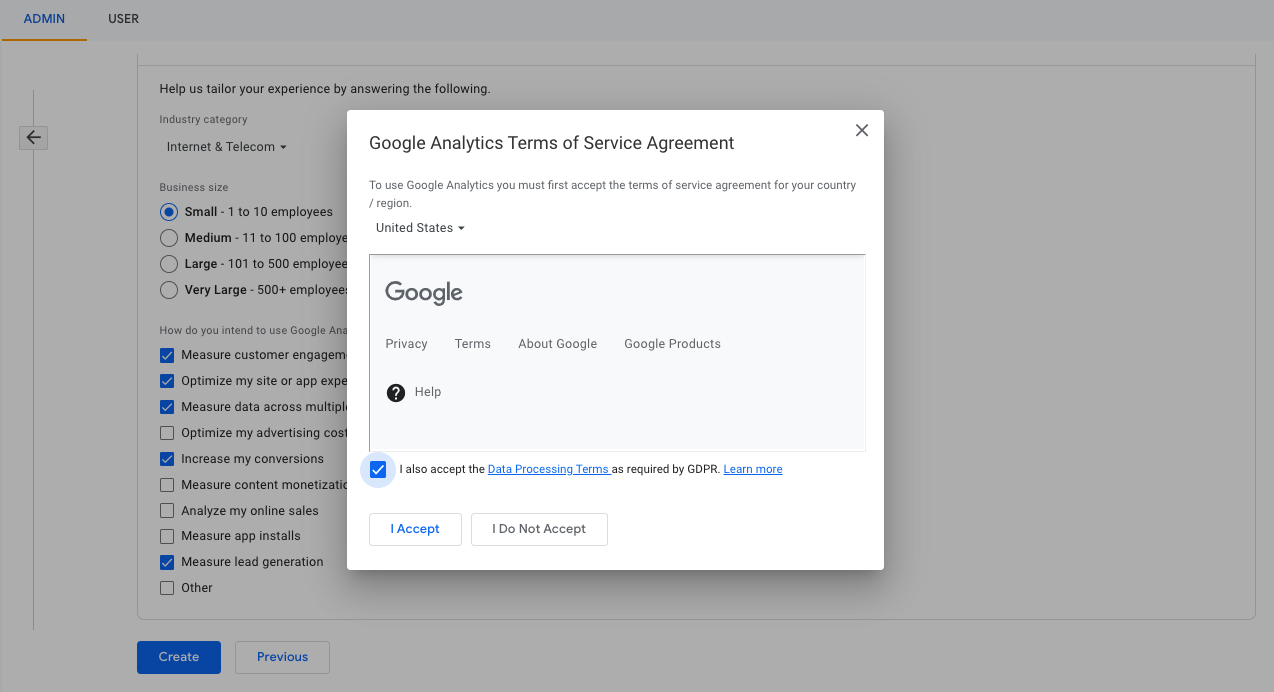 ADMIN
USER
Help us tailor your experience by answering the following.
Industry category
Internet & Telecom
Business size
Small - 1 to 10 employees
Medium - 11 to 100 employe
Large - 101 to 500 employee
Very Large - 500+ employees
How do you intend to use Google Ana
Measure customer engagem
Optimize my site or app expe
Measure data across multiple
Optimize my advertising cost
Increase my conversions
Measure content monetizatio
Analyze my online sales
Measure app installs
Measure lead generation
Other
Create
Previous
Google Analytics Terms of Service Agreement
To use Google Analytics you must first accept the terms of service agreement for your country
/ region.
United States
Google
Privacy
Terms
About Google
Google Products
? Help
I also accept the Data Processing Terms as required by GDPR. Learn more
I Accept
I Do Not Accept